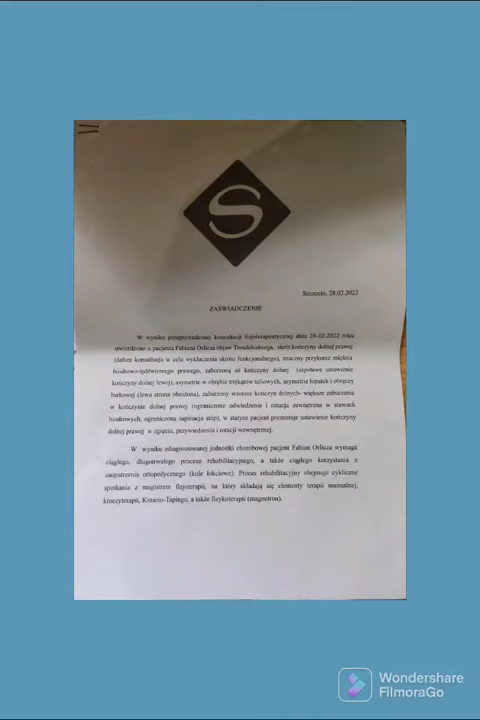 S
Szczecin, 28.02.2022
ZAŚWIADCZENIE
W wyniku przeprowadzonej konsultacji fizjoterapeutycznej dnia 28-02-2022 roku
stwierdzono u pacjenta Fabiana Orlicza objaw Trendelenburga, skrót kończyny dolnej prawej
(dalsza konsultacja w celu wykluczenia skrótu funkcjonalnego), znaczny przykurcz mięśnia
biodrowo-lędźwiowego prawego, zaburzoną oś kończyny dolnej (szpotawe ustawienie
kończyny dolnej lewej), asymetrie w obrębie trójkątów taliowych, asymetrie łopatek i obręczy
barkowej (lewa strona obniżona), zaburzony wzorzec kończyn dolnych- większe zaburzenie
w kończynie dolnej prawej (ograniczone odwiedzenie i rotacja zewnętrzna w stawach
biodrowych, ograniczona supinacja stóp), w statyce pacjent prezentuje ustawienie kończyny
dolnej prawej w zgięciu, przywiedzeniu i rotacji wewnętrznej.
W wyniku zdiagnozowanej jednostki chorobowej pacjent Fabian Orlicza wymaga
ciągłego, długotrwałego procesu rehabilitacyjnego, a także ciągłego korzystania z
zaopatrzenia ortopedycznego (kule łokciowe). Proces rehabilitacyjny obejmuje cykliczne
spotkania z magistrem fizjoterapii, na który składają się elementy terapii manualnej,
kinezyterapii, Kinesio-Tapingu, a także fizykoterapii (magnetron).
Wondershare
FilmoraGo